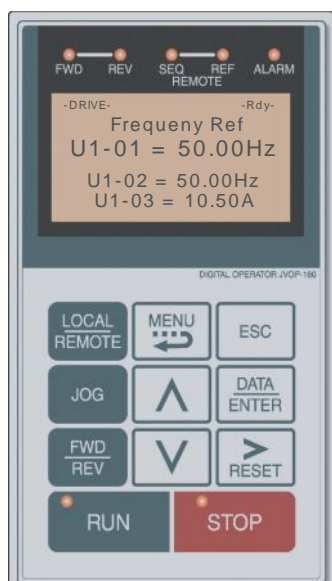 FWD REV SEQ REF ALARM
REMOTE
-DRIVE- -Rdy-
Frequeny Ref
U1-01 = 50.00Hz
U1-02 = 50.00Hz
U1-03 = 10.50A
DIGITAL OPERATOR JVOP-160
LOCAL MENU ESC
REMOTE
JOG DATA
ENTER
FWD >
REV RESET
RUN STOP